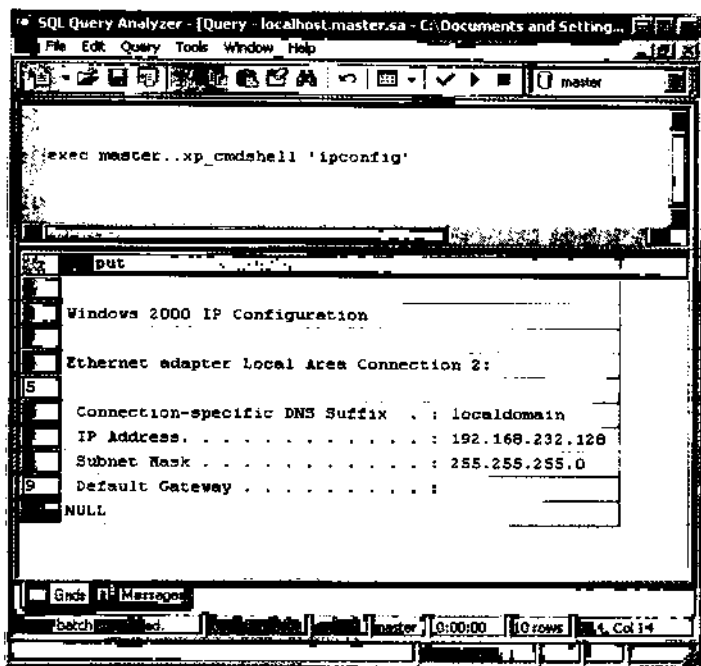 SQL Query Analyzer - [Query - localhost.master.sa - C:\Documents and Setting...
File Edit Query Tools Window Help
master
exec master..xp_cmdshell 'ipconfig'
put
Windows 2000 IP Configuration
Ethernet adapter Local Area Connection 2:
5
Connection-specific DNS Suffix . : localdomain
IP Address. . . . . . . . . . . . : 192.168.232.128
Subnet Mask . . . . . . . . . . . : 255.255.255.0
9 Default Gateway . . . . . . . . . :
NULL
Grids Messages
batch master 0:00:00 10 rows Col 14